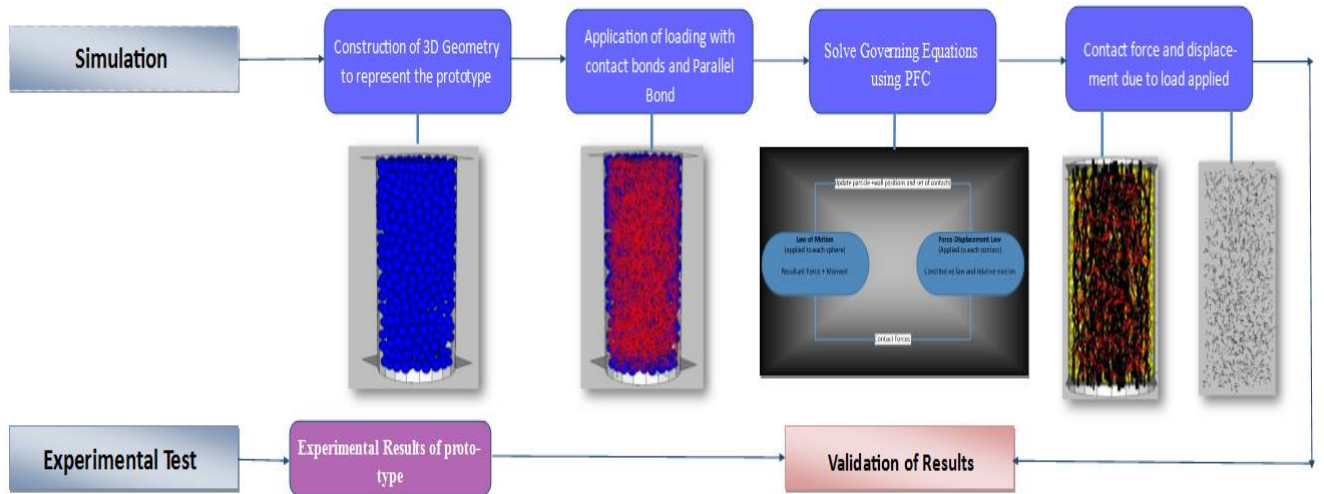 Simulation
Construction of 3D Geometry
to represent the prototype
Application of loading with
contact bonds and Parallel
Bond
Solve Governing Equations
using PFC
Contact force and displace-
ment due to load applied
Update particle +wall positions and set of contacts
Law of Motion
(applied to each sphere)
Resultant Force + Moment
Force-Displacement Law
(Applied to each contact)
Constitutive law and relative motion
Contact forces
Experimental Test
Experimental Results of proto-
type
Validation of Results